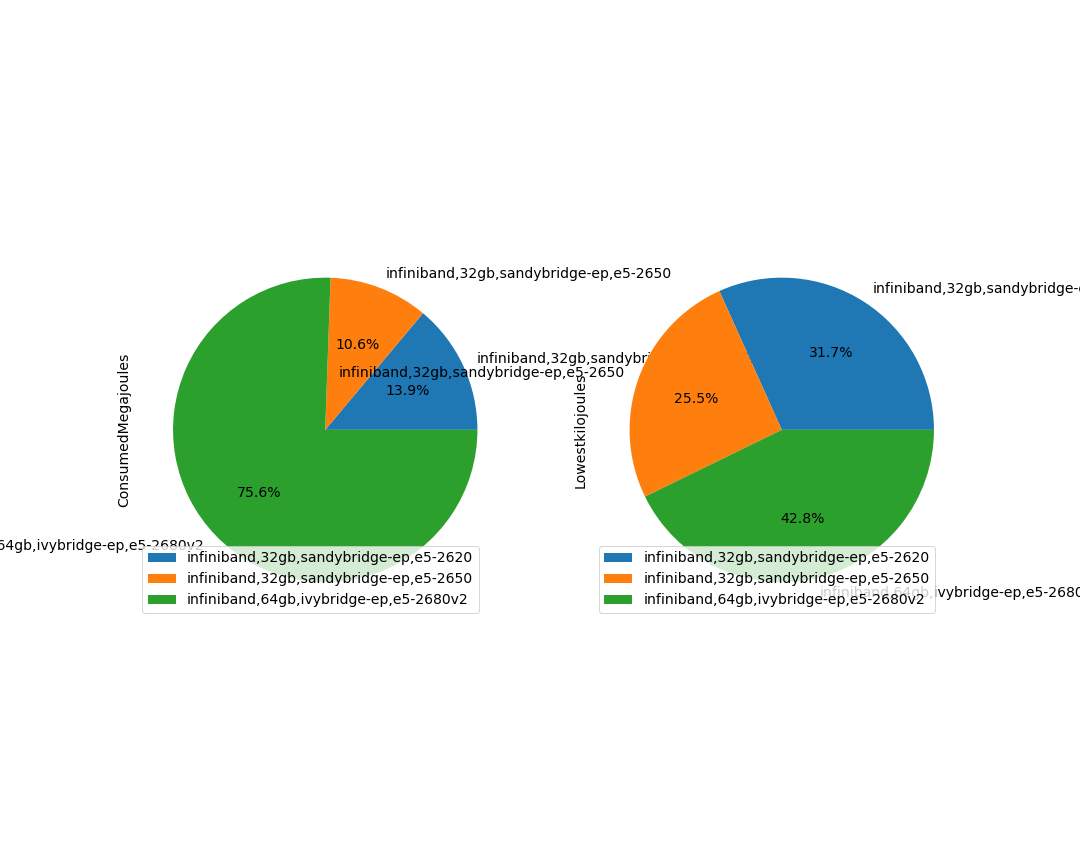 infiniband,32gb,sandybridge-ep,e5-2650
10.6%
infiniband,32gb,sandybri
infiniband,32gb,sandybridge-ep,e5-2650
13.9%
ConsumedMegajoules
75.6%
64gb,ivybridge-ep,e5-2680v2
infiniband,32gb,sandybridge-ep,e5-2620
infiniband,32gb,sandybridge-ep,e5-2650
infiniband,64gb,ivybridge-ep,e5-2680v2
infiniband,32gb,sandybridge-
31.7%
25.5%
Lowestkilojoules
42.8%
infiniband,32gb,sandybridge-ep,e5-2620
infiniband,32gb,sandybridge-ep,e5-2650
infiniband,64gb,ivybridge-ep,e5-2680v2
infiniband,64gb,ivybridge-ep,e5-2680